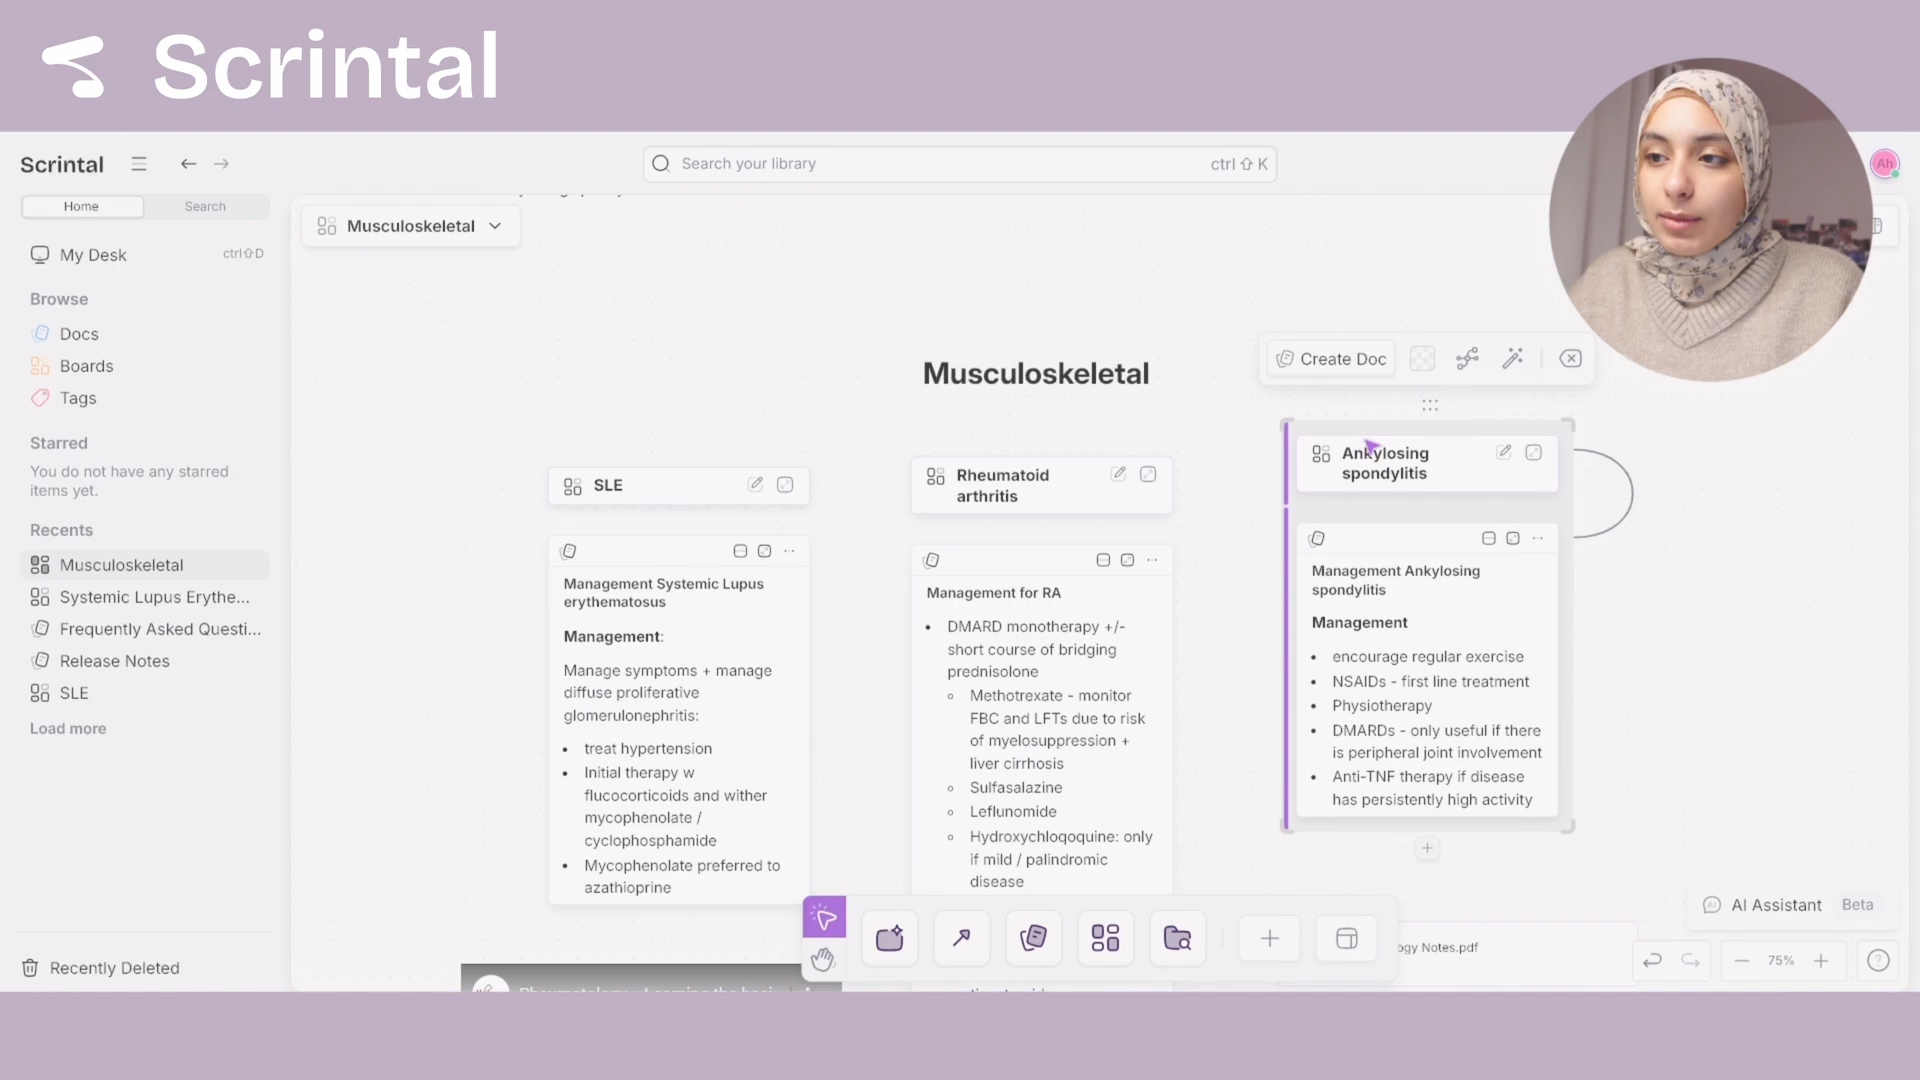 Scrintal
Scrintal
Search your library
ctrl ⇧ K
Ah
Home
Search
My Desk
ctrl⇧D
Browse
Docs
Boards
Tags
Starred
You do not have any starred
items yet.
Recents
Musculoskeletal
Systemic Lupus Erythe...
Frequently Asked Questi...
Release Notes
SLE
Load more
Recently Deleted
Musculoskeletal
Musculoskeletal
SLE
Management Systemic Lupus
erythematosus
Management:
Manage symptoms + manage
diffuse proliferative
glomerulonephritis:
• treat hypertension
• Initial therapy w
flucocorticoids and wither
mycophenolate /
cyclophosphamide
• Mycophenolate preferred to
azathioprine
Rheumatoid
arthritis
Management for RA
• DMARD monotherapy +/-
short course of bridging
prednisolone
◦ Methotrexate - monitor
FBC and LFTs due to risk
of myelosuppression +
liver cirrhosis
◦ Sulfasalazine
◦ Leflunomide
◦ Hydroxychloqoquine: only
if mild / palindromic
disease
Create Doc
Ankylosing
spondylitis
Management Ankylosing
spondylitis
Management
• encourage regular exercise
• NSAIDs - first line treatment
• Physiotherapy
• DMARDs - only useful if there
is peripheral joint involvement
• Anti-TNF therapy if disease
has persistently high activity
AI Assistant
Beta
ogy Notes.pdf
75%